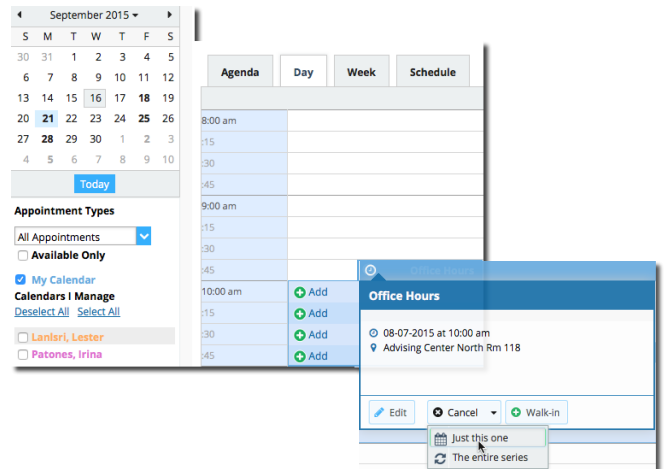 September 2015
S M T W T F S
30 31 1 2 3 4 5
6 7 8 9 10 11 12
13 14 15 16 17 18 19
20 21 22 23 24 25 26
27 28 29 30 1 2 3
4 5 6 7 8 9 10
Today
Appointment Types
All Appointments
Available Only
My Calendar
Calendars I Manage
Deselect All Select All
Lanlsri, Lester
Patones, Irina
Agenda Day Week Schedule
8:00 am
:15
:30
:45
9:00 am
:15
:30
:45
10:00 am Add
:15 Add
:30 Add
:45 Add
Office Hours
Office Hours
08-07-2015 at 10:00 am
Advising Center North Rm 118
Edit Cancel Walk-in
Just this one
The entire series